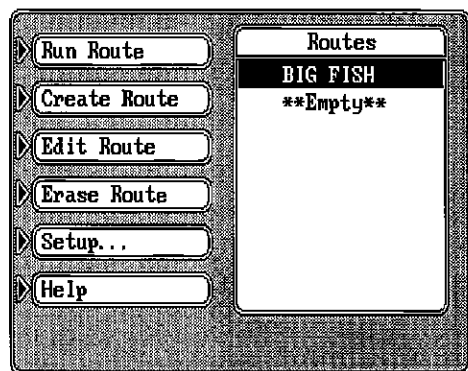 Run Route
Create Route
Edit Route
Erase Route
Setup...
Help
Routes
BIG FISH
**Empty**